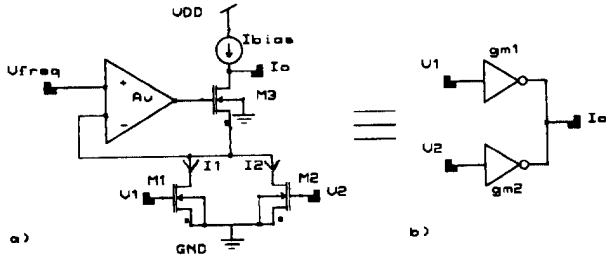 VDD
Ibias
Io
Vfreq
+
Av
-
M3
I1
I2
M1
M2
V1
V2
GND
a)
gm1
V1
Io
V2
gm2
b)